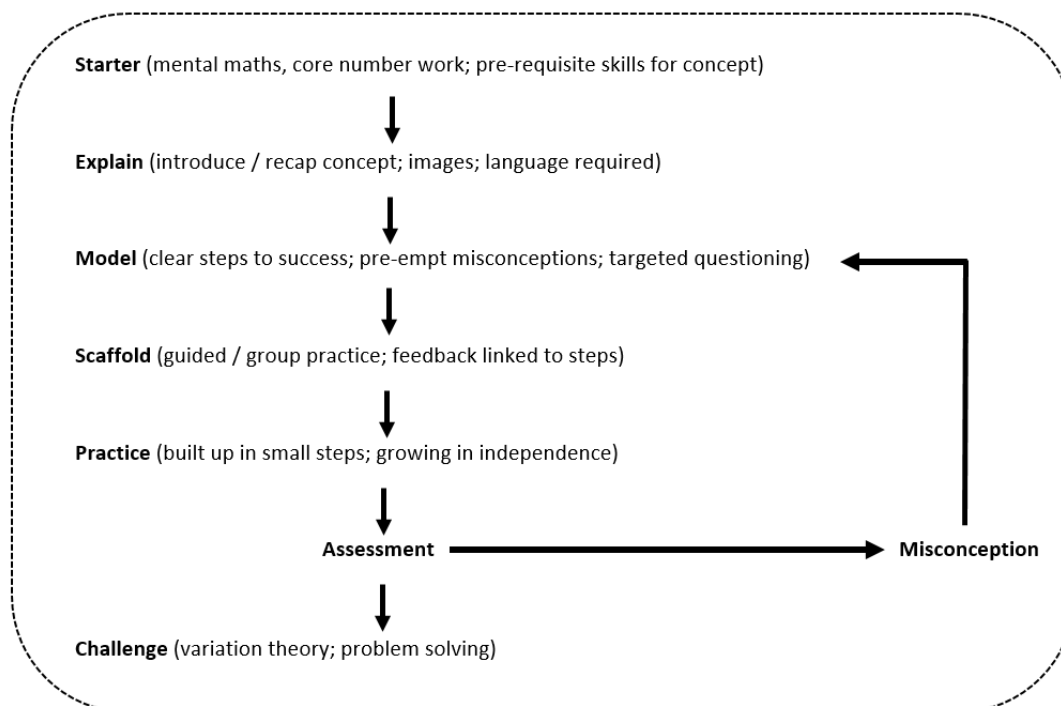 Starter (mental maths, core number work; pre-requisite skills for concept)
Explain (introduce / recap concept; images; language required)
Model (clear steps to success; pre-empt misconceptions; targeted questioning)
Scaffold (guided / group practice; feedback linked to steps)
Practice (built up in small steps; growing in independence)
Assessment
Misconception
Challenge (variation theory; problem solving)